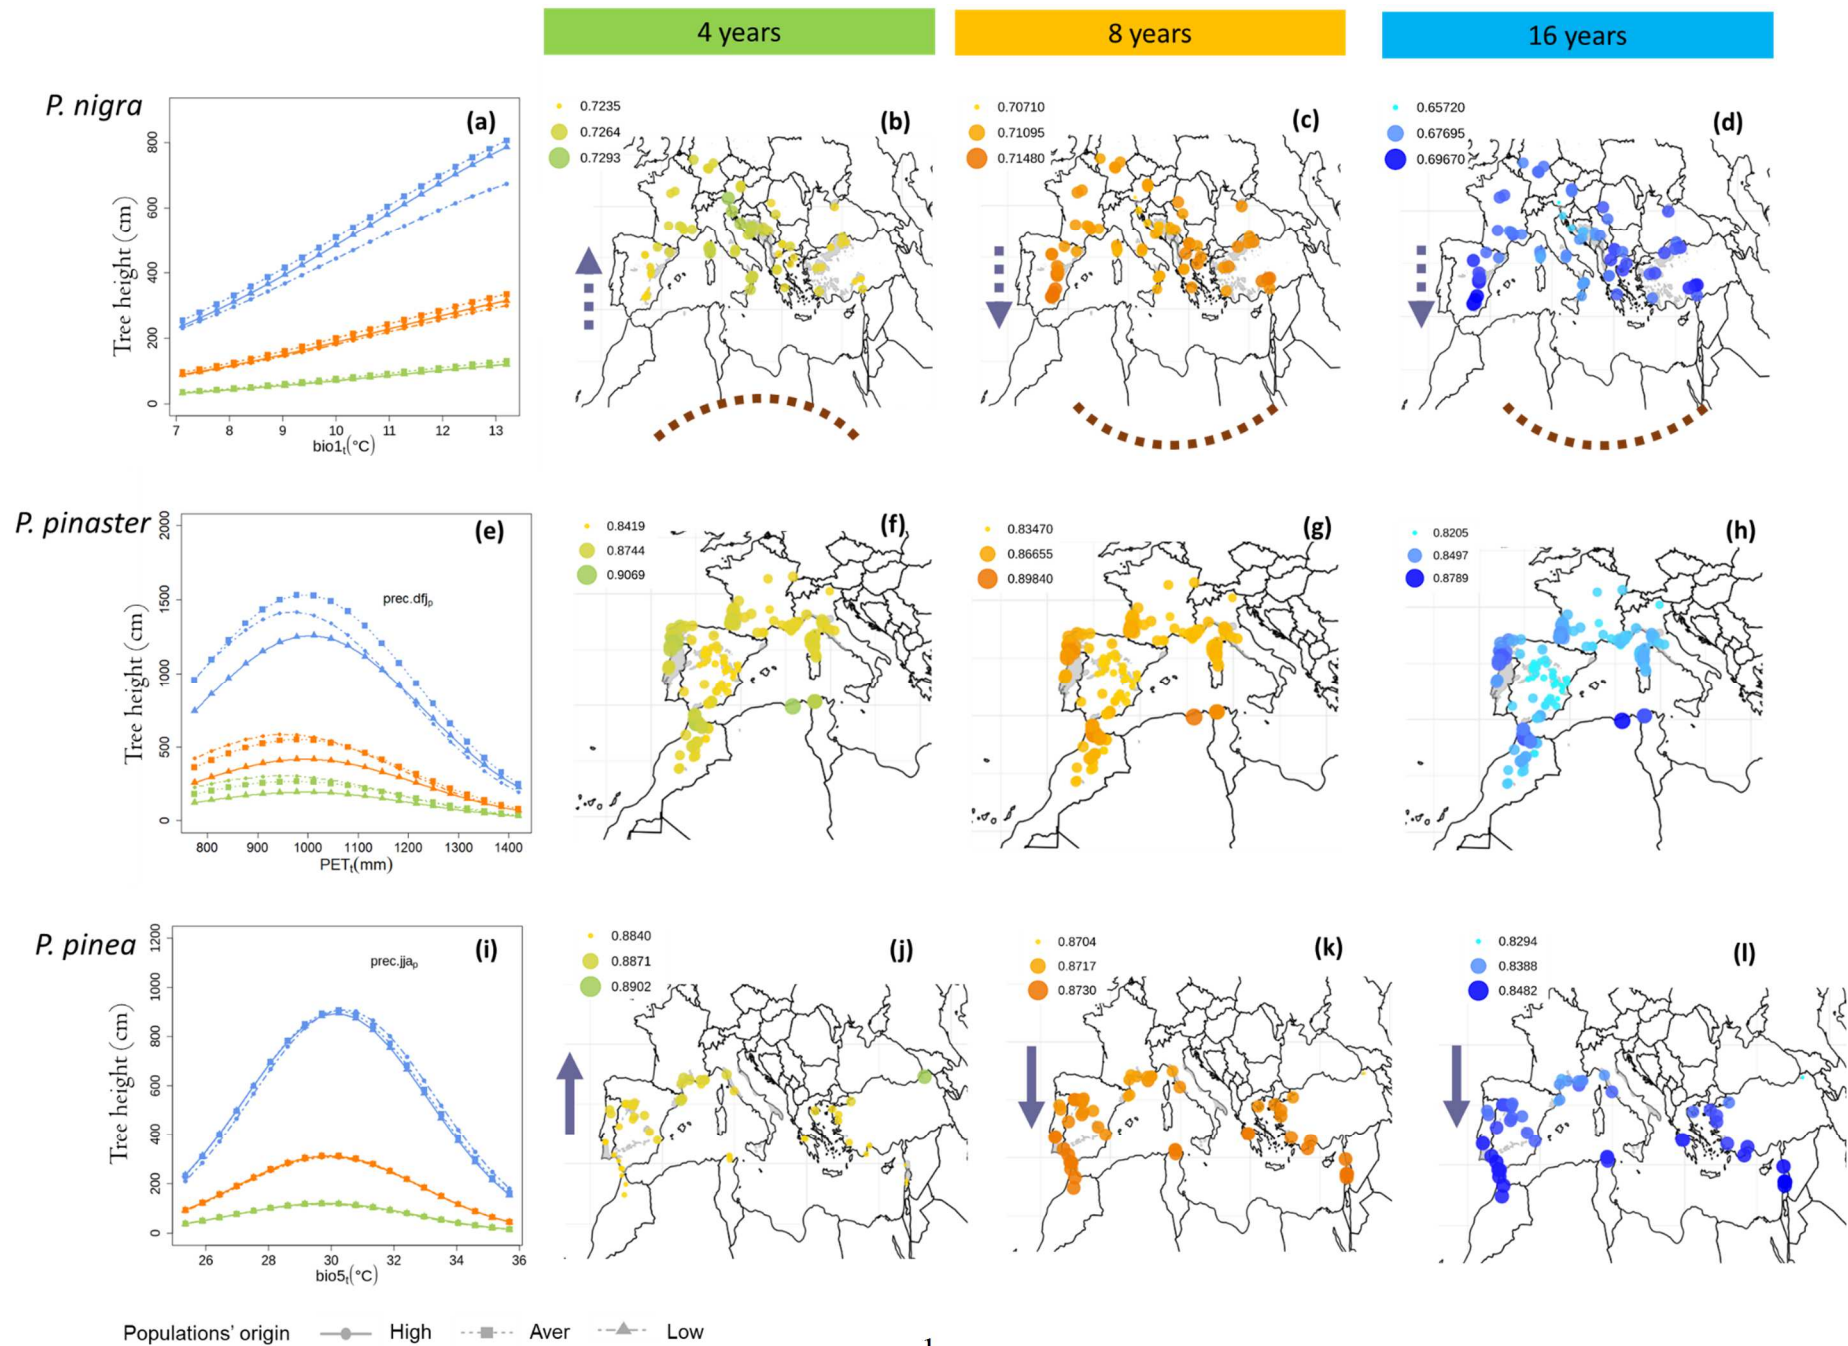 4 years
8 years
16 years
P. nigra
(a)
Tree height (cm)
0
200
400
600
800
7
8
9
10
11
12
13
bio1t(°C)
0.7235
0.7264
0.7293
(b)
0.70710
0.71095
0.71480
(c)
0.65720
0.67695
0.69670
(d)
P. pinaster
(e)
prec.dfjp
Tree height (cm)
0
500
1000
1500
2000
800
900
1000
1100
1200
1300
1400
PETt(mm)
0.8419
0.8744
0.9069
(f)
0.83470
0.86655
0.89840
(g)
0.8205
0.8497
0.8789
(h)
P. pinea
(i)
prec.jjap
Tree height (cm)
0
200
400
600
800
1000
1200
26
28
30
32
34
36
bio5t(°C)
0.8840
0.8871
0.8902
(j)
0.8704
0.8717
0.8730
(k)
0.8294
0.8388
0.8482
(l)
Populations' origin
High
Aver
Low